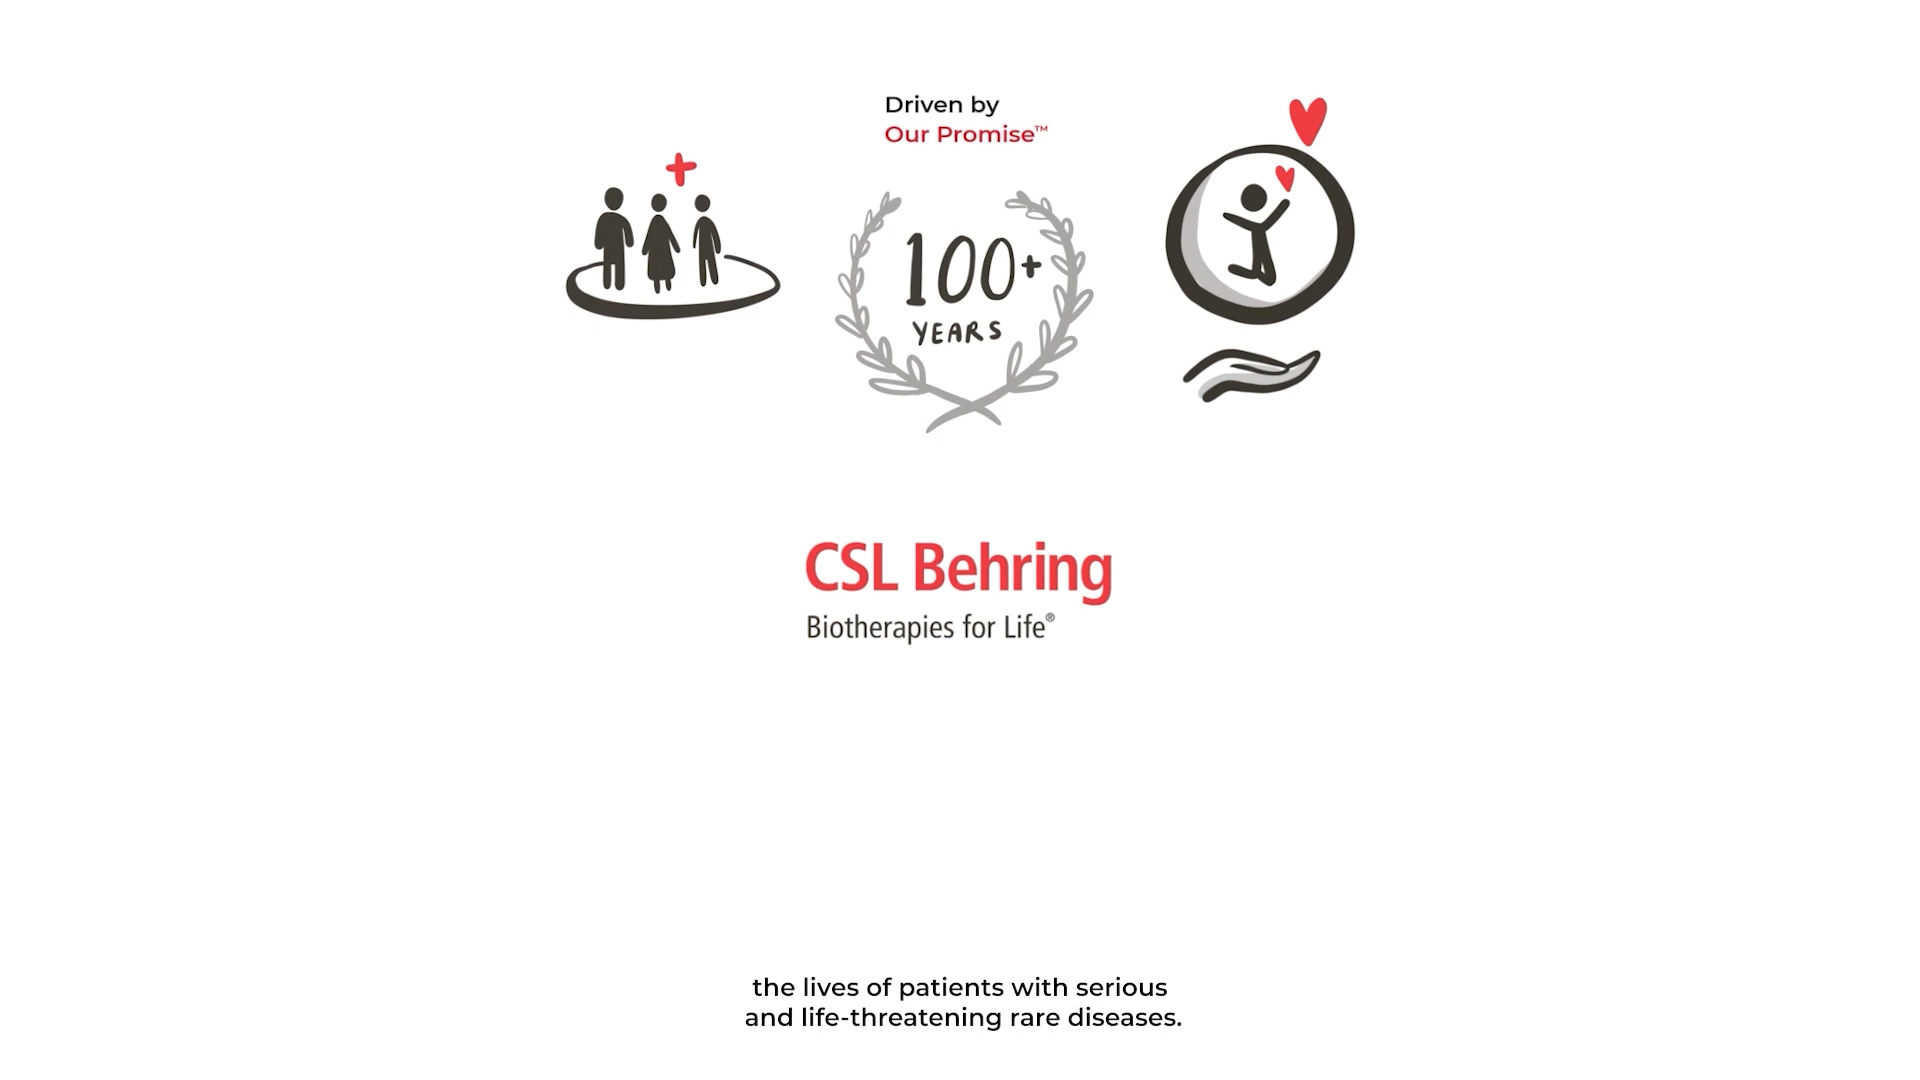 Driven by
Our Promise™
100+
YEARS
CSL Behring
Biotherapies for Life®
the lives of patients with serious
and life-threatening rare diseases.